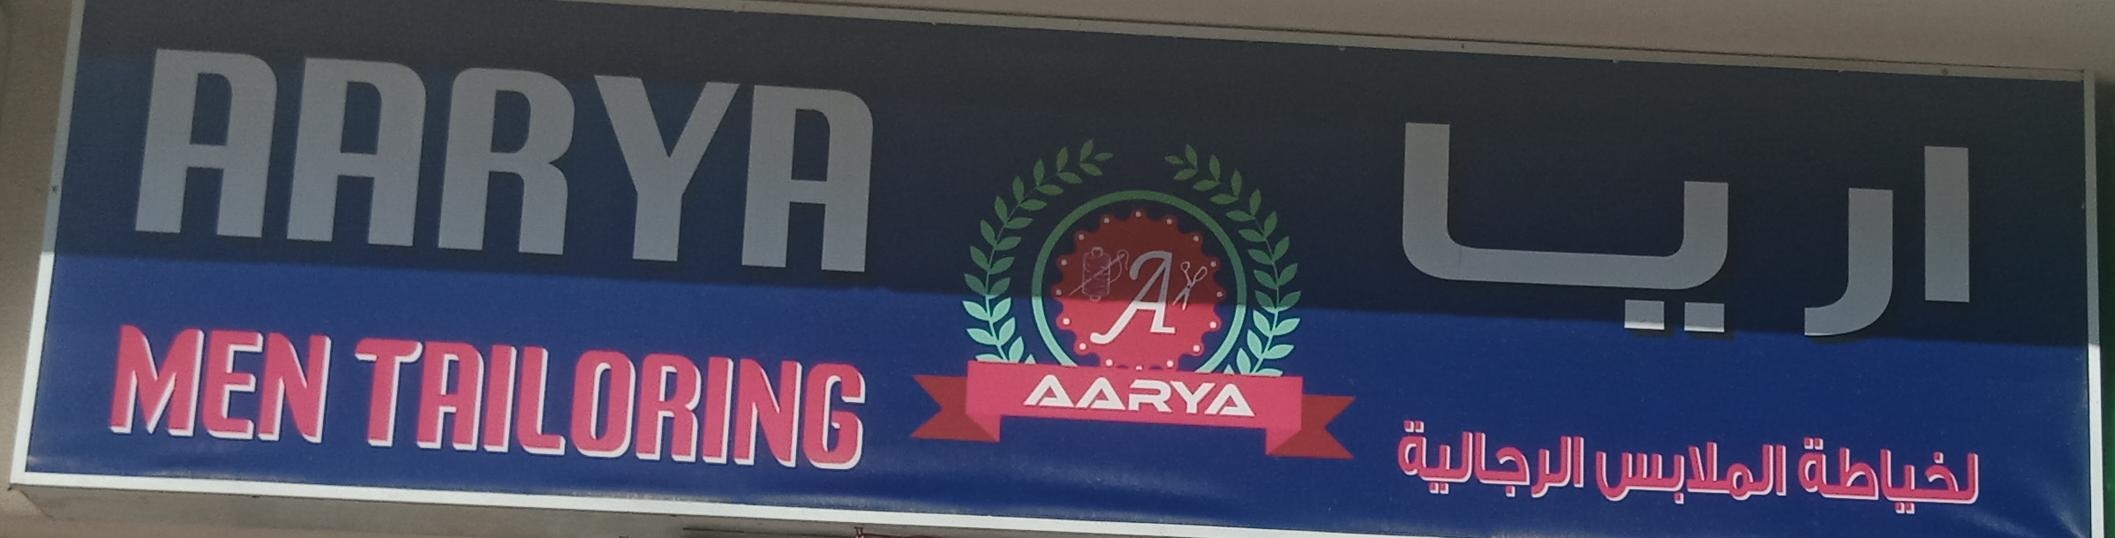 AARYA
MEN TAILORING
A
AARYA
اريا
لخياطة الملابس الرجالية